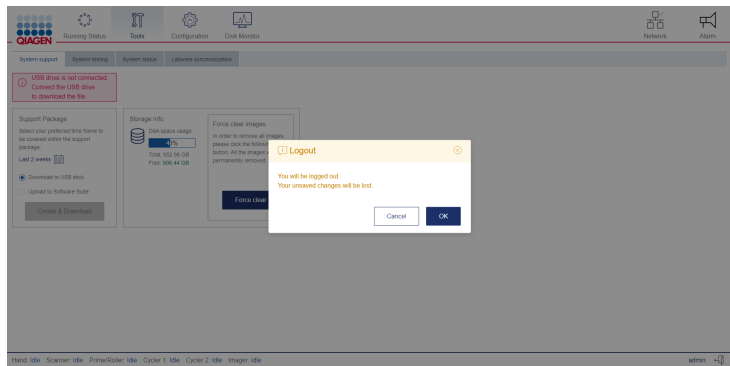 QIAGEN
Running Status
Tools
Configuration
Disk Monitor
Network
Alarm
System support
System testing
System status
Labware synchronization
USB drive is not connected.
Connect the USB drive
to download the file.
Support Package
Select your preferred time frame to
be covered within the support
package:
Last 2 weeks
Download to USB stick
Upload to Software Suite
Create & Download
Storage Info
Disk space usage
Total: 932.96 GB
Free: 506.44 GB
Force clear images
In order to remove all images,
please click the following
button. All the images
permanently removed.
Force clear
Logout
You will be logged out.
Your unsaved changes will be lost.
Cancel
OK
Hand: Idle Scanner: Idle Prime/Roller: Idle Cycler 1: Idle Cycler 2: Idle Imager: Idle
admin